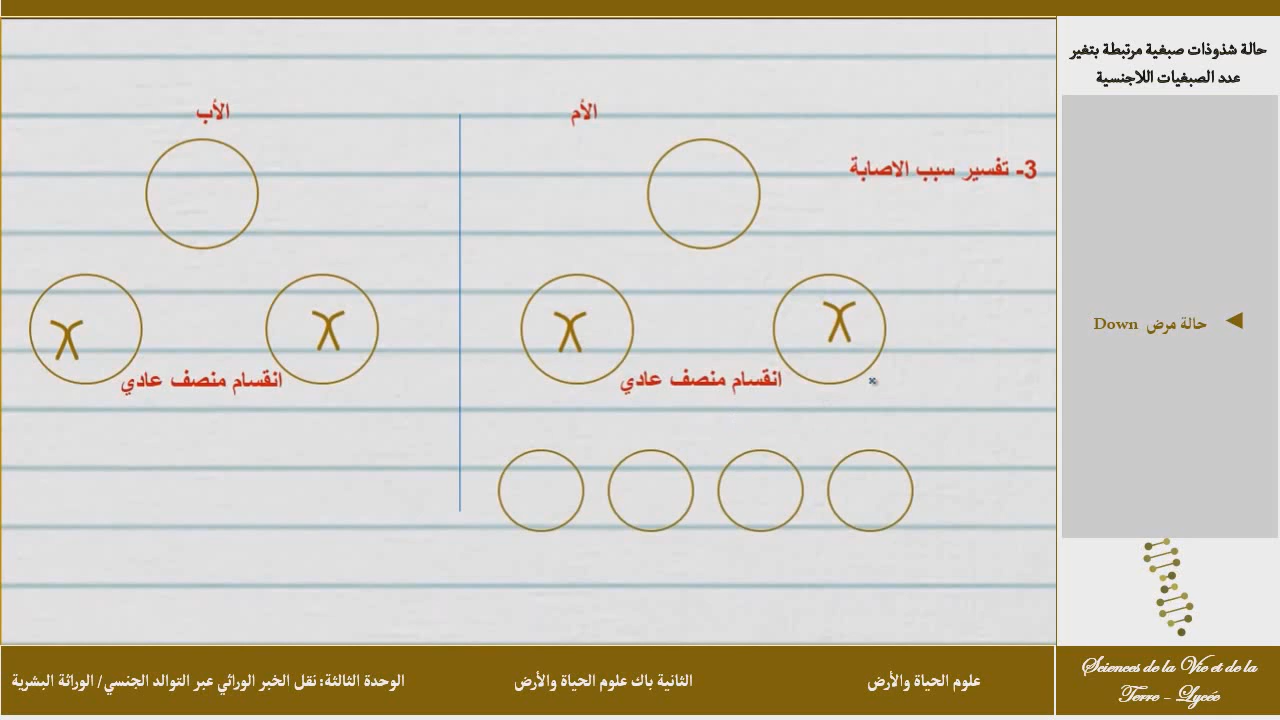 حالة شذوذات صبغية مرتبطة بتغير
عدد الصبغيات اللاجنسية
◄ حالة مرض Down
3- تفسير سبب الاصابة
الأم
الأب
انقسام منصف عادي
انقسام منصف عادي
علوم الحياة والأرض
الثانية باك علوم الحياة والأرض
الوحدة الثالثة: نقل الخبر الوراثي عبر التوالد الجنسي/ الوراثة البشرية
Sciences de la Vie et de la
Terre – Lycée